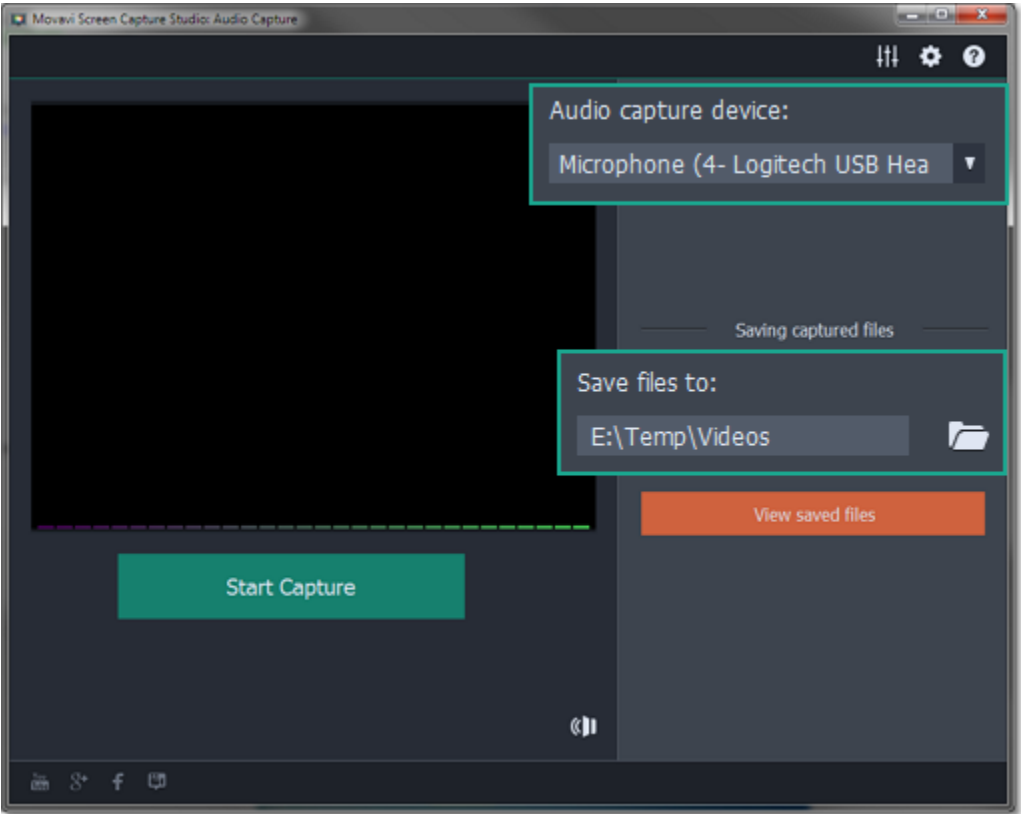 Movavi Screen Capture Studio: Audio Capture
Audio capture device:
Microphone (4- Logitech USB Hea
Saving captured files
Save files to:
E:\Temp\Videos
View saved files
Start Capture